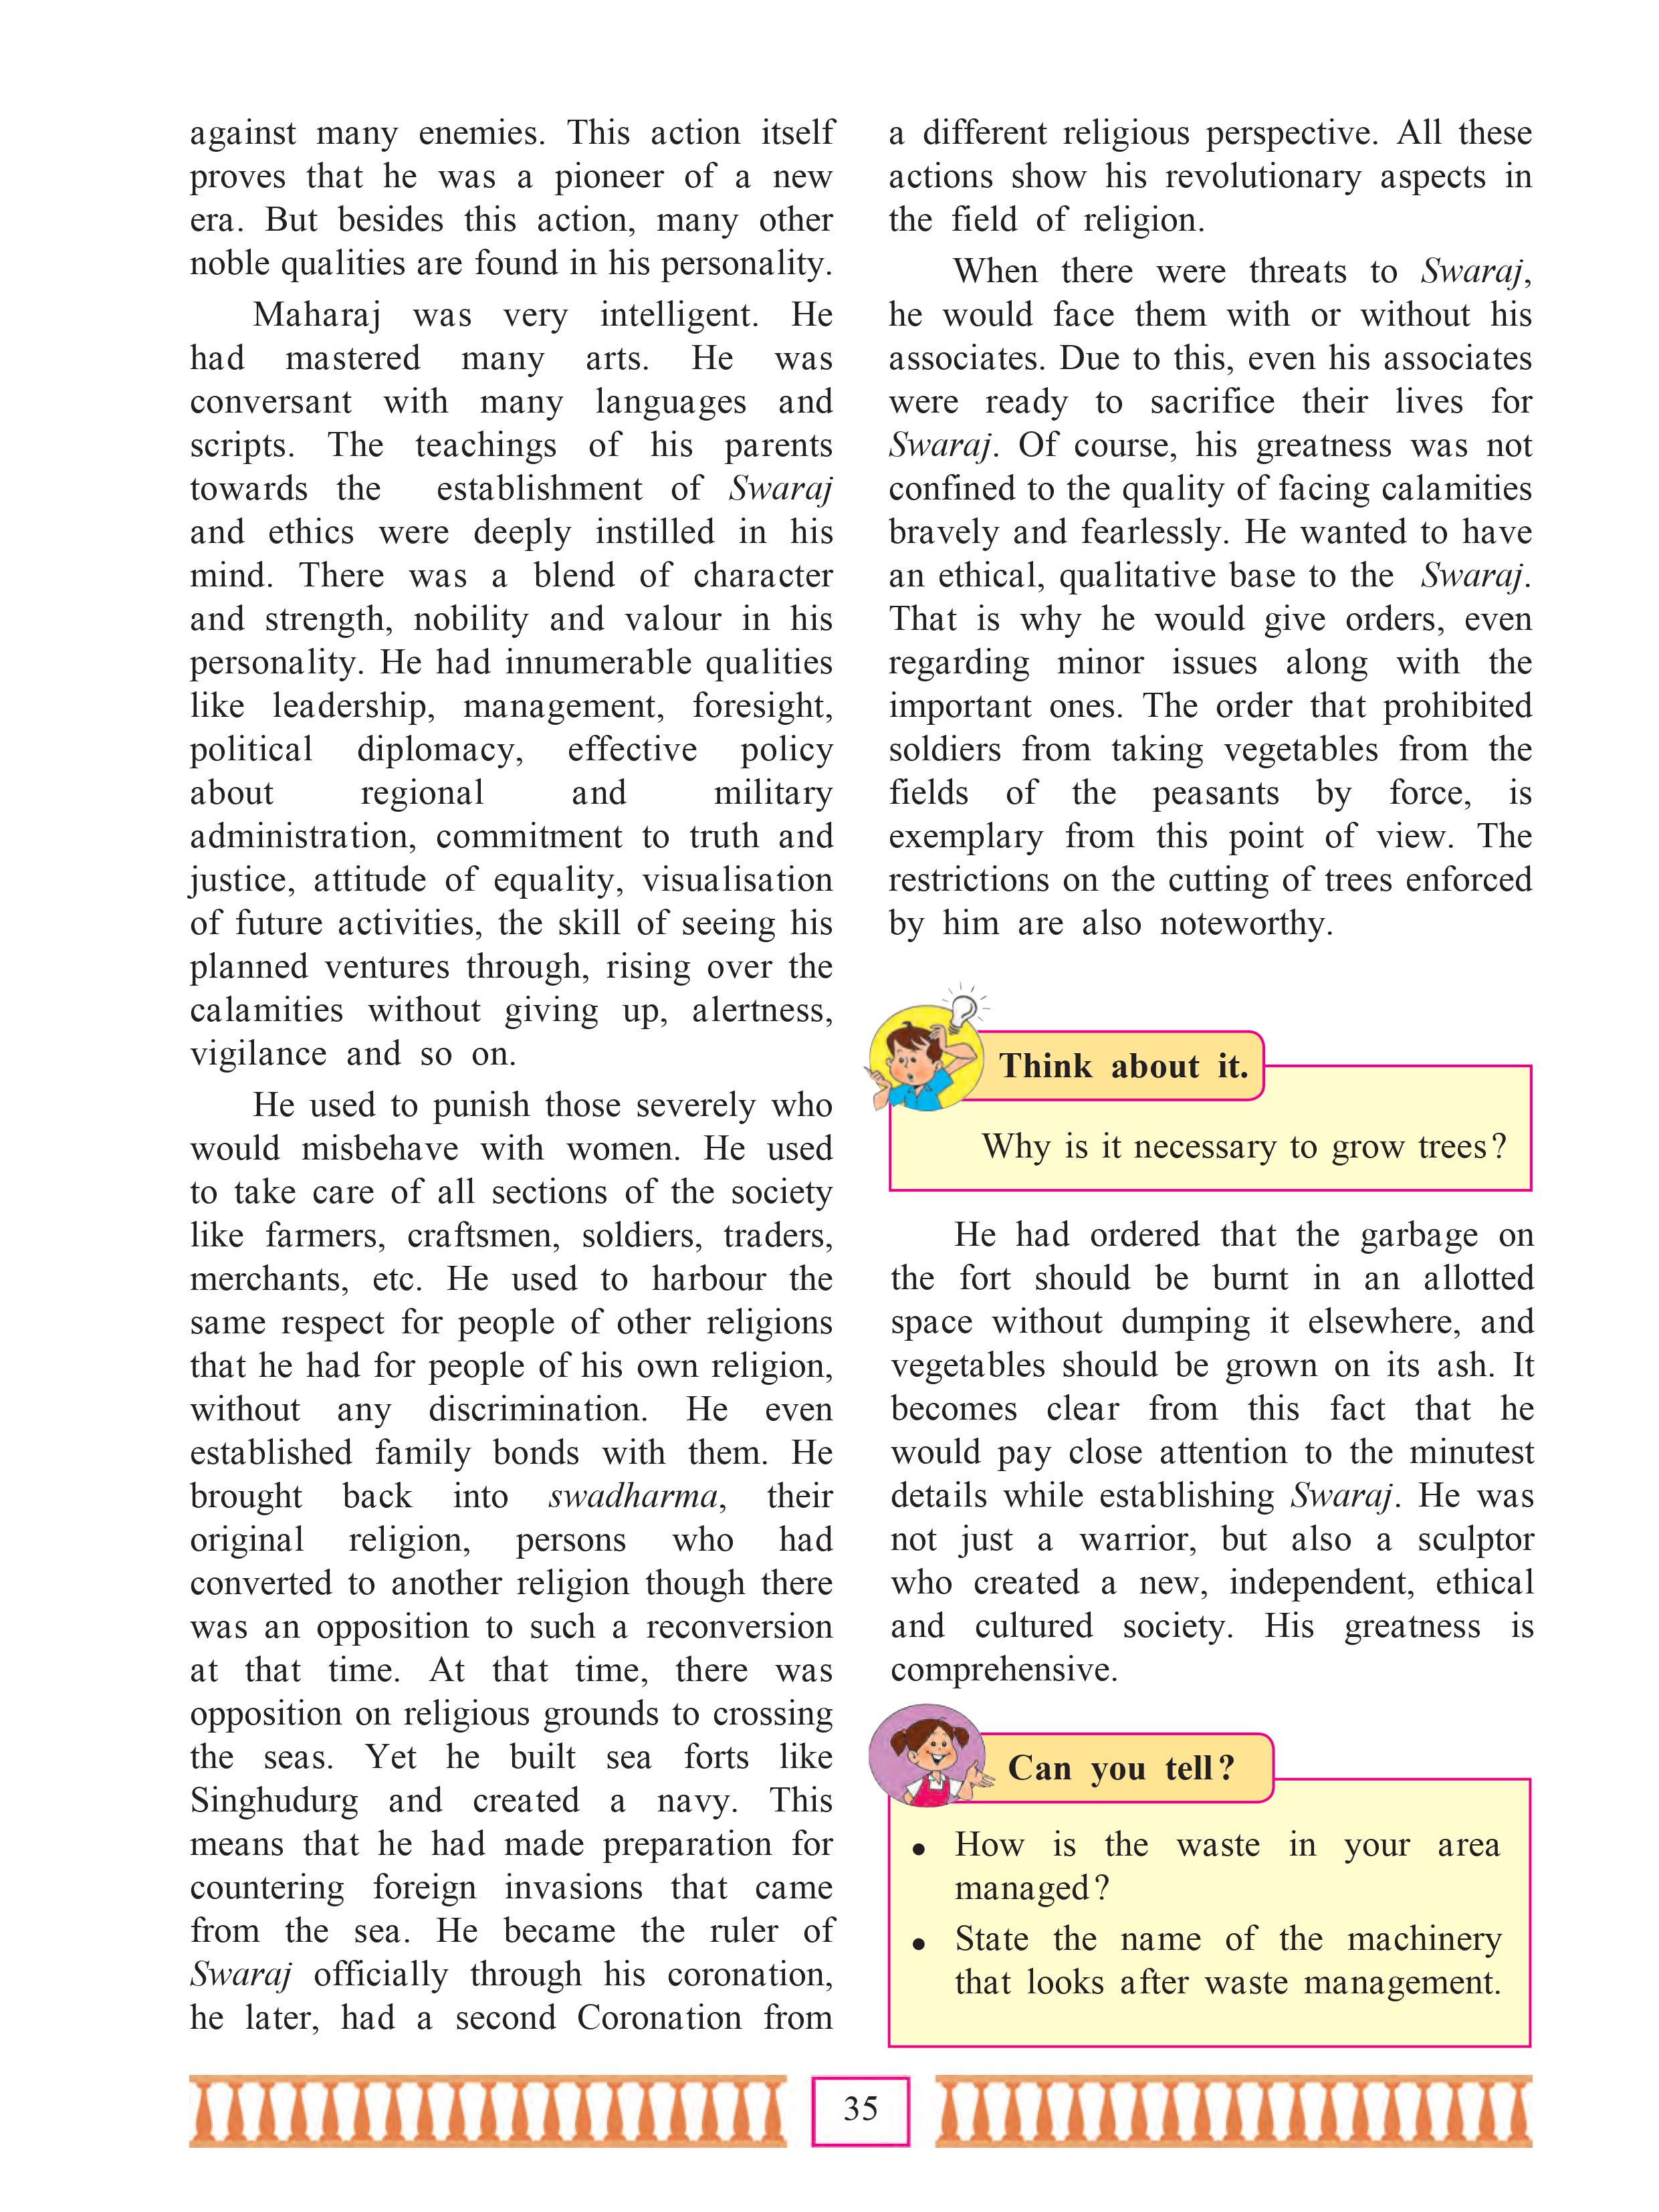 against many enemies. This action itself
proves that he was a pioneer of a new
era. But besides this action, many other
noble qualities are found in his personality.
Maharaj was very intelligent. He
had mastered many arts. He was
conversant with many languages and
scripts. The teachings of his parents
towards the establishment of Swaraj
and ethics were deeply instilled in his
mind. There was a blend of character
and strength, nobility and valour in his
personality. He had innumerable qualities
like leadership, management, foresight,
political diplomacy, effective policy
about regional and military
administration, commitment to truth and
justice, attitude of equality, visualisation
of future activities, the skill of seeing his
planned ventures through, rising over the
calamities without giving up, alertness,
vigilance and so on.
He used to punish those severely who
would misbehave with women. He used
to take care of all sections of the society
like farmers, craftsmen, soldiers, traders,
merchants, etc. He used to harbour the
same respect for people of other religions
that he had for people of his own religion,
without any discrimination. He even
established family bonds with them. He
brought back into swadharma, their
original religion, persons who had
converted to another religion though there
was an opposition to such a reconversion
at that time. At that time, there was
opposition on religious grounds to crossing
the seas. Yet he built sea forts like
Singhudurg and created a navy. This
means that he had made preparation for
countering foreign invasions that came
from the sea. He became the ruler of
Swaraj officially through his coronation,
he later, had a second Coronation from
a different religious perspective. All these
actions show his revolutionary aspects in
the field of religion.
When there were threats to Swaraj,
he would face them with or without his
associates. Due to this, even his associates
were ready to sacrifice their lives for
Swaraj. Of course, his greatness was not
confined to the quality of facing calamities
bravely and fearlessly. He wanted to have
an ethical, qualitative base to the Swaraj.
That is why he would give orders, even
regarding minor issues along with the
important ones. The order that prohibited
soldiers from taking vegetables from the
fields of the peasants by force, is
exemplary from this point of view. The
restrictions on the cutting of trees enforced
by him are also noteworthy.
Think about it.
Why is it necessary to grow trees?
He had ordered that the garbage on
the fort should be burnt in an allotted
space without dumping it elsewhere, and
vegetables should be grown on its ash. It
becomes clear from this fact that he
would pay close attention to the minutest
details while establishing Swaraj. He was
not just a warrior, but also a sculptor
who created a new, independent, ethical
and cultured society. His greatness is
comprehensive.
Can you tell?
• How is the waste in your area
managed?
• State the name of the machinery
that looks after waste management.
35